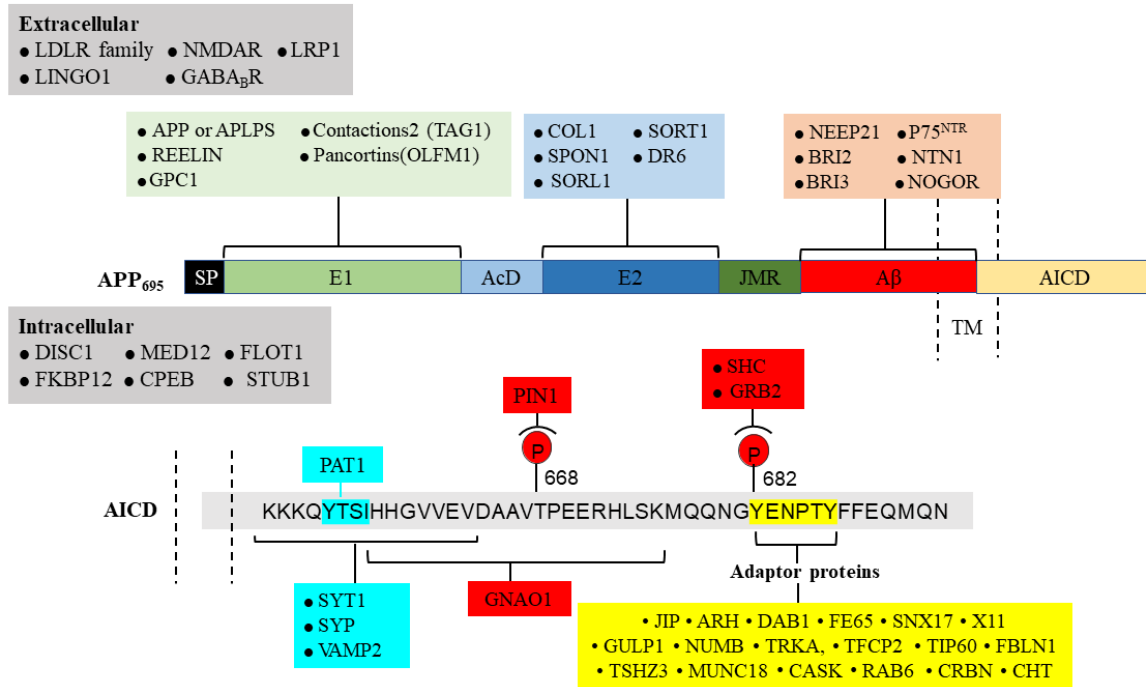 Extracellular
● LDLR family ● NMDAR ● LRP1
● LINGO1 ● GABA_BR
● APP or APLPS ● Contactions2 (TAG1)
● REELIN ● Pancortins(OLFM1)
● GPC1
● COL1 ● SORT1
● SPON1 ● DR6
● SORL1
● NEEP21 ● P75^NTR
● BRI2 ● NTN1
● BRI3 ● NOGOR
APP₆₉₅ SP E1 AcD E2 JMR Aβ AICD
TM
Intracellular
● DISC1 ● MED12 ● FLOT1
● FKBP12 ● CPEB ● STUB1
PIN1
● SHC
● GRB2
P
P
668
682
PAT1
AICD
KKKQYTSIHHGVVEVDAAVTPEERHLSKMQQNGYENPTYFFEQMQN
Adaptor proteins
GNAO1
● SYT1
● SYP
● VAMP2
• JIP • ARH • DAB1 • FE65 • SNX17 • X11
• GULP1 • NUMB • TRKA, • TFCP2 • TIP60 • FBLN1
• TSHZ3 • MUNC18 • CASK • RAB6 • CRBN • CHT